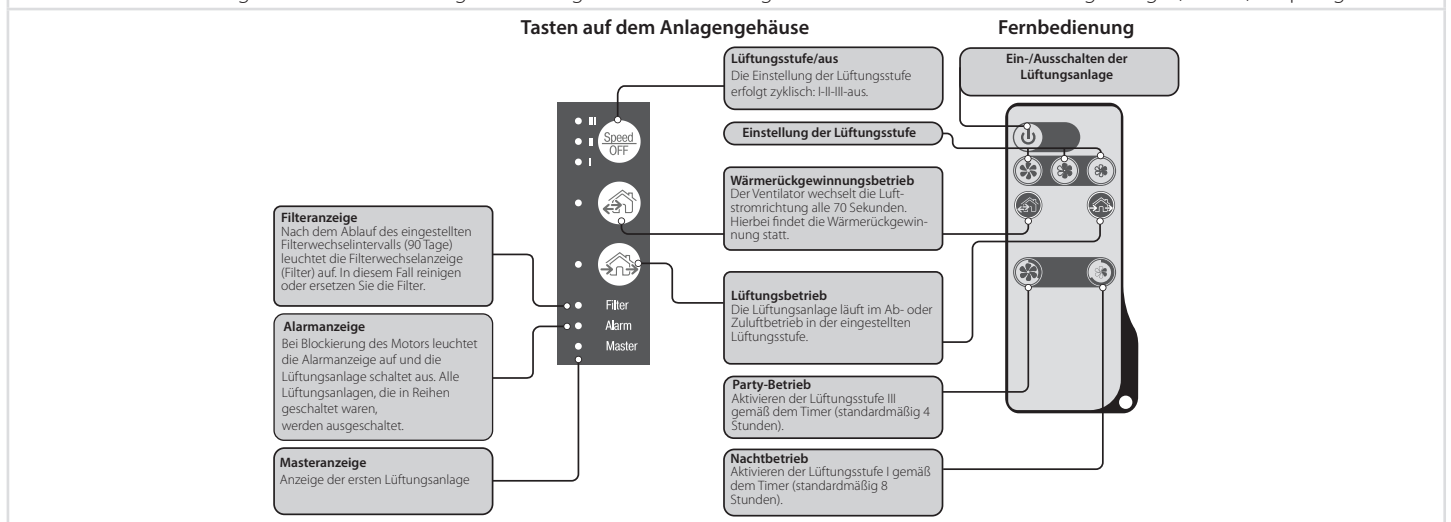 Tasten auf dem Anlagengehäuse
Fernbedienung
Lüftungsstufe/aus
Die Einstellung der Lüftungsstufe
erfolgt zyklisch: I-II-III-aus.
Ein-/Ausschalten der
Lüftungsanlage
Einstellung der Lüftungsstufe
III
II
I
Speed
OFF
Wärmerückgewinnungsbetrieb
Der Ventilator wechselt die Luft-
stromrichtung alle 70 Sekunden.
Hierbei findet die Wärmerückgewin-
nung statt.
Filteranzeige
Nach dem Ablauf des eingestellten
Filterwechselintervalls (90 Tage)
leuchtet die Filterwechselanzeige
(Filter) auf. In diesem Fall reinigen
oder ersetzen Sie die Filter.
Lüftungsbetrieb
Die Lüftungsanlage läuft im Ab- oder
Zuluftbetrieb in der eingestellten
Lüftungsstufe.
Filter
Alarm
Master
Alarmanzeige
Bei Blockierung des Motors leuchtet
die Alarmanzeige auf und die
Lüftungsanlage schaltet aus. Alle
Lüftungsanlagen, die in Reihen
geschaltet waren,
werden ausgeschaltet.
Party-Betrieb
Aktivieren der Lüftungsstufe III
gemäß dem Timer (standardmäßig 4
Stunden).
Masteranzeige
Anzeige der ersten Lüftungsanlage
Nachtbetrieb
Aktivieren der Lüftungsstufe I gemäß
dem Timer (standardmäßig 8
Stunden).